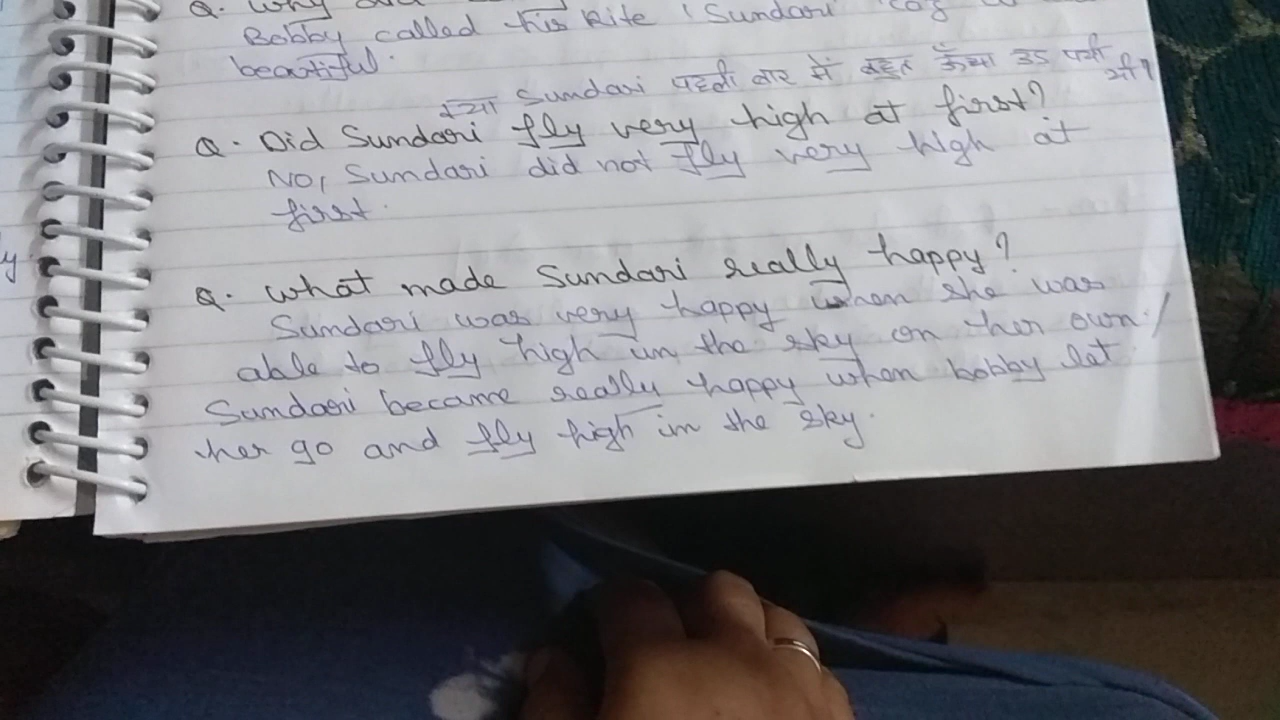 Q. Why did
Bobby called his kite 'Sundari'
beautiful.
क्या Sundari पहली बार में बहुत ऊँचा उड़ पायी
थी?
Q. Did Sundari fly very high at first?
No, Sundari did not fly very high at
first.
Q. What made Sundari really happy?
Sundari was very happy when she was
able to fly high in the sky on her own. /
Sundari became really happy when bobby let
her go and fly high in the sky.
y